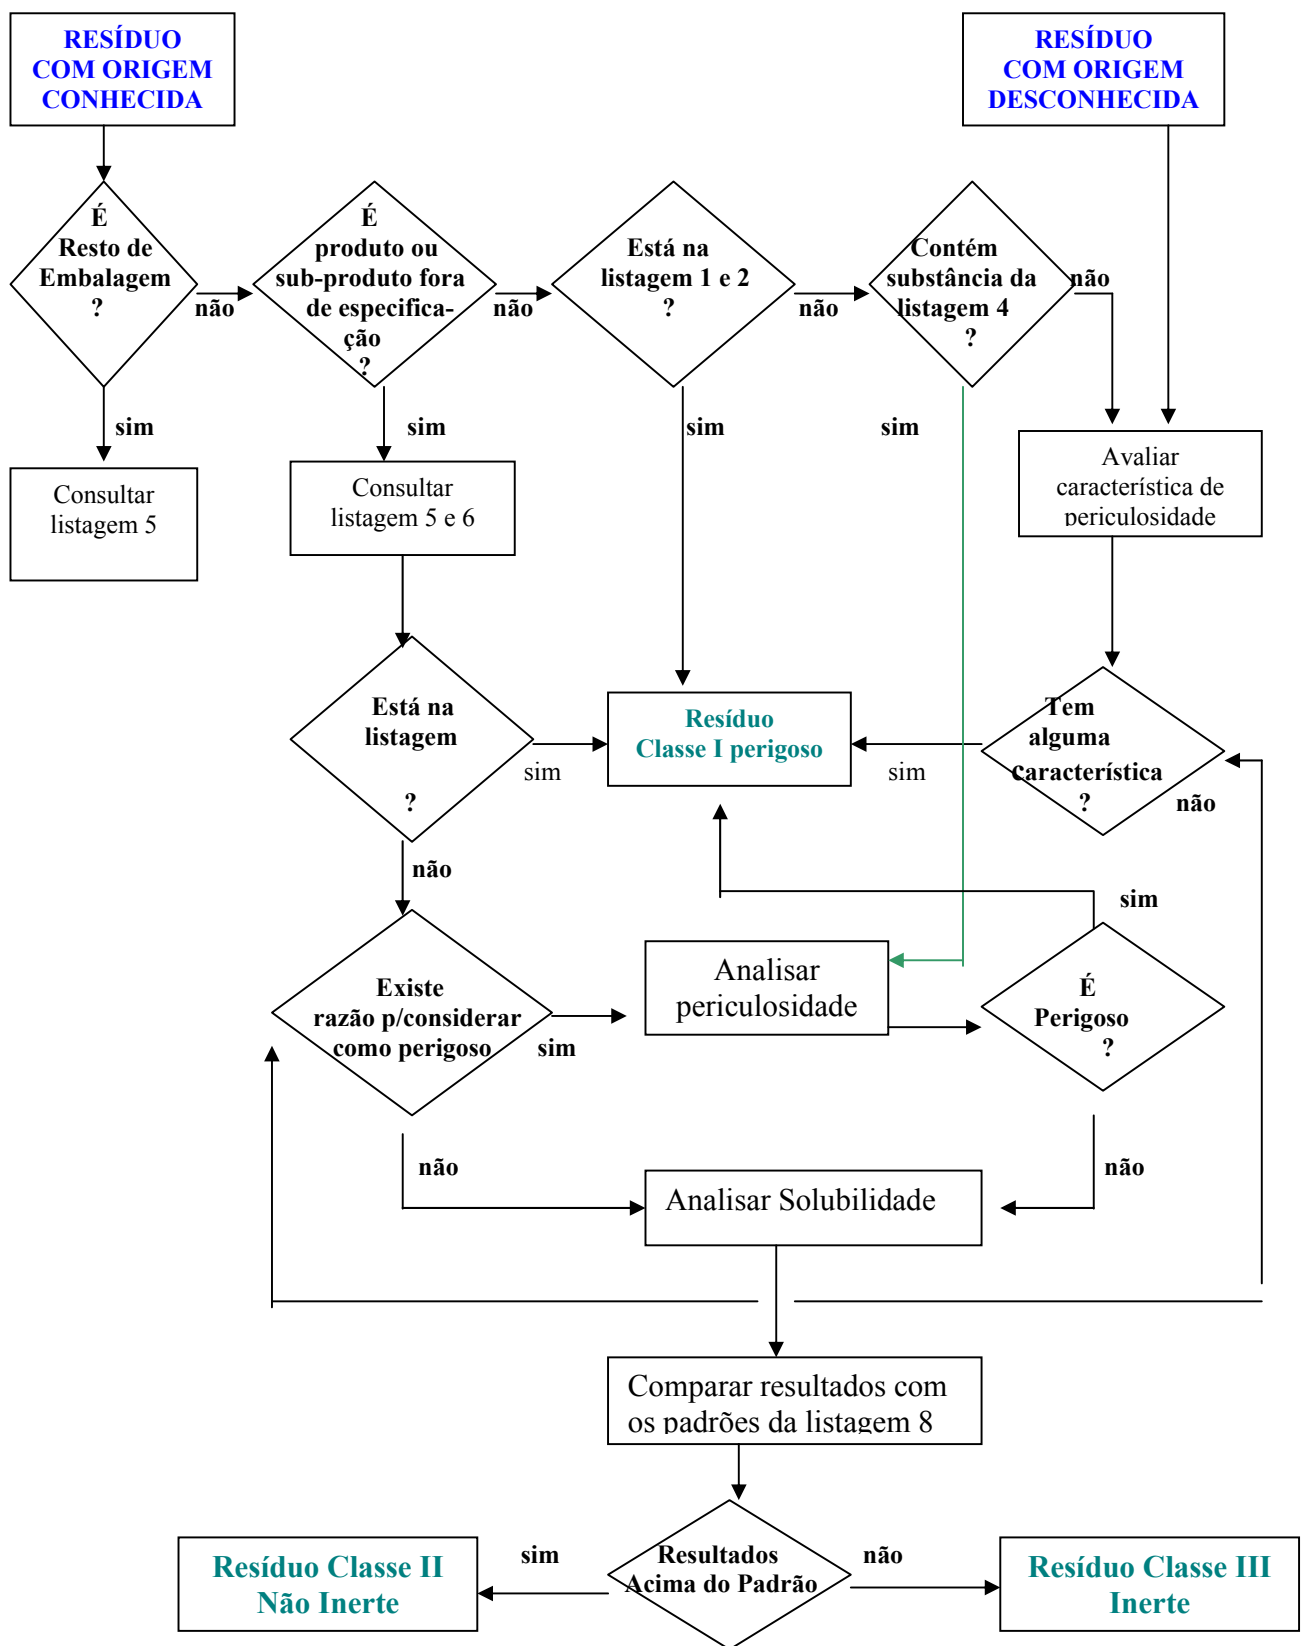 RESÍDUO
COM ORIGEM
CONHECIDA
RESÍDUO
COM ORIGEM
DESCONHECIDA
É
Resto de
Embalagem
?
não
É
produto ou
sub-produto fora
de especifica-
ção
?
não
Está na
listagem 1 e 2
?
não
Contém
substância da
listagem 4
?
não
sim
sim
sim
sim
Consultar
listagem 5
Consultar
listagem 5 e 6
Avaliar
característica de
periculosidade
Está na
listagem
?
sim
Resíduo
Classe I perigoso
sim
Tem
alguma
característica
?
não
não
sim
Existe
razão p/considerar
como perigoso
sim
Analisar
periculosidade
É
Perigoso
?
não
Analisar Solubilidade
não
Comparar resultados com
os padrões da listagem 8
Resíduo Classe II
Não Inerte
sim
Resultados
Acima do Padrão
não
Resíduo Classe III
Inerte